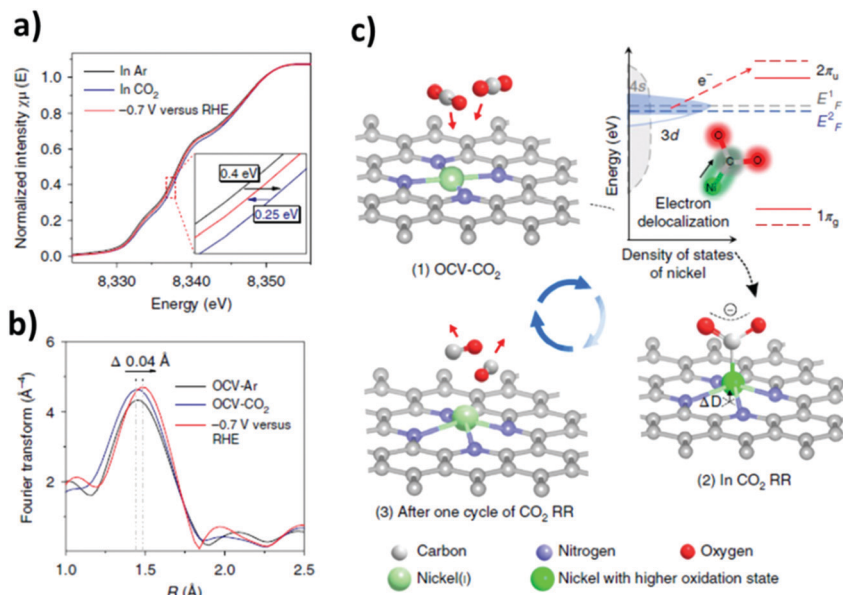 a)
Normalized intensity χμ (E)
1.0
0.8
0.6
0.4
0.2
0.0
In Ar
In CO₂
–0.7 V versus RHE
0.4 eV
0.25 eV
8,330
8,340
8,350
Energy (eV)
b)
Fourier transform (Å⁻⁴)
6
4
2
Δ 0.04 Å
OCV-Ar
OCV-CO₂
–0.7 V versus
RHE
1.0
1.5
2.0
2.5
R (Å)
c)
(1) OCV-CO₂
Energy (eV)
4s
e⁻
2πᵤ
E¹F
E²F
3d
O
C
O
N
Electron
delocalization
1πg
Density of states
of nickel
⊖
ΔD
(2) In CO₂ RR
(3) After one cycle of CO₂ RR
Carbon
Nitrogen
Oxygen
Nickel(I)
Nickel with higher oxidation state